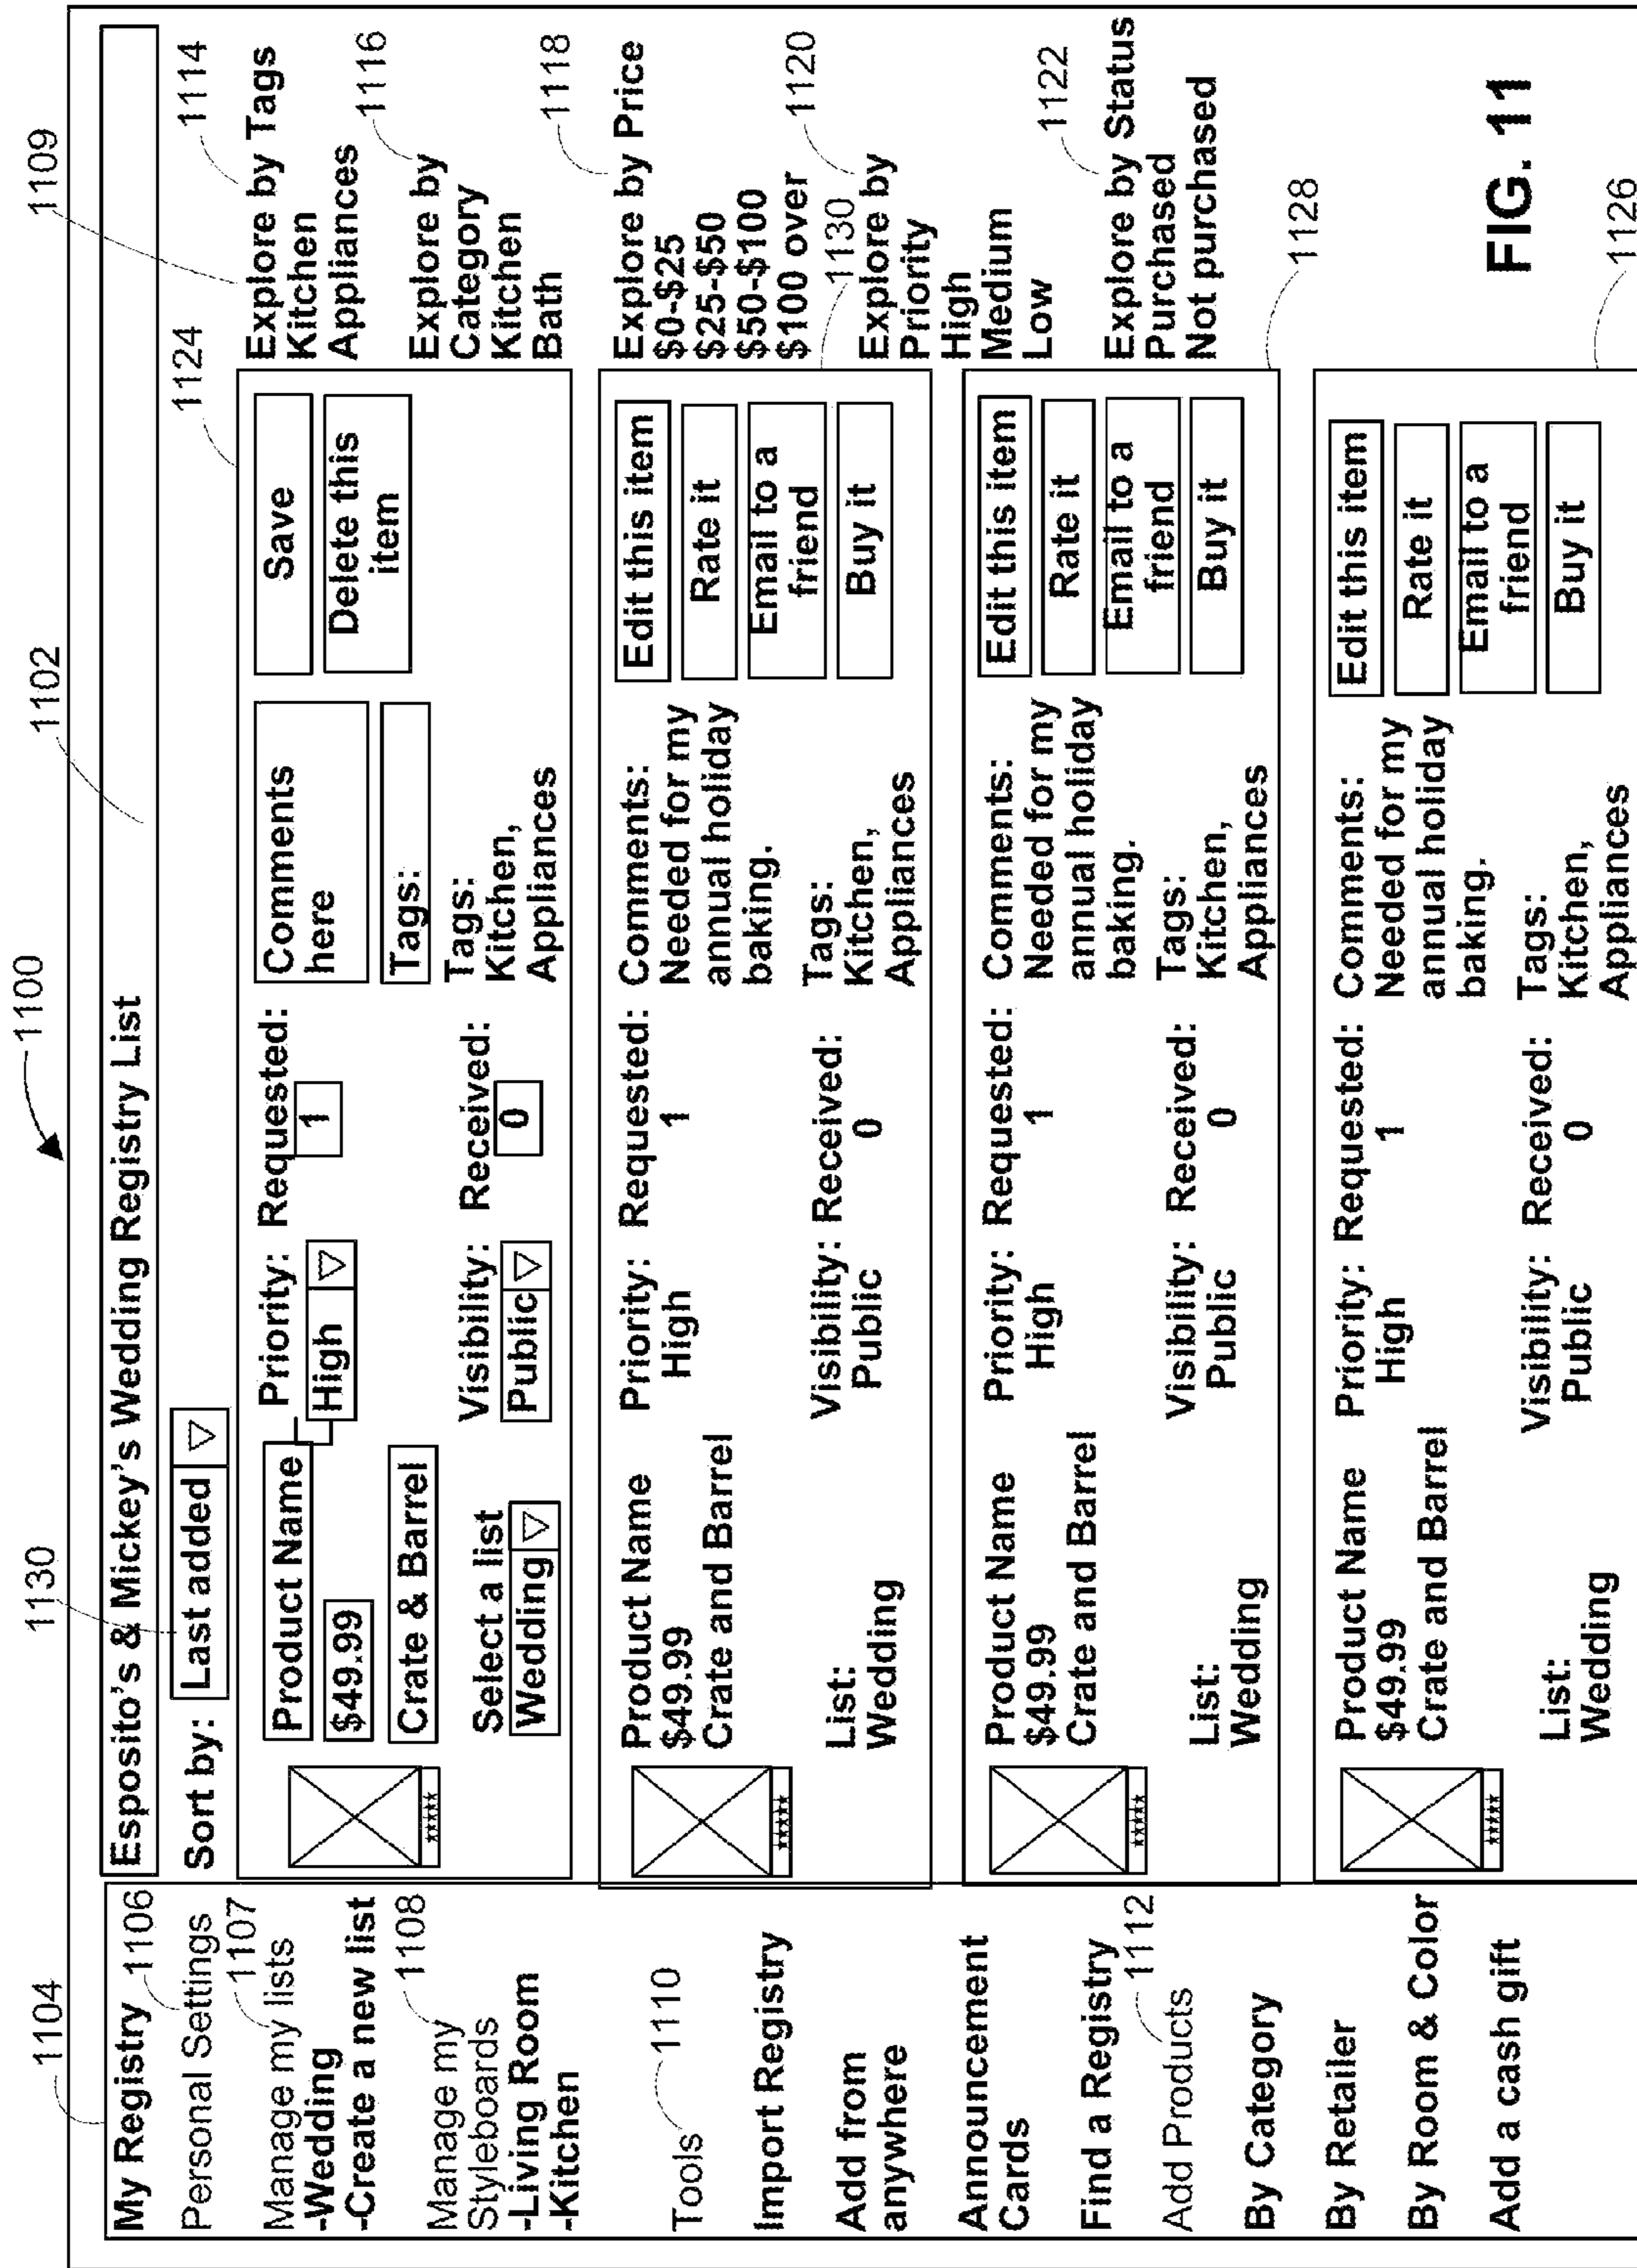 1100
1104
1130
1102
1109
My Registry
1106
Personal Settings
1107
Manage my lists
-Wedding
-Create a new list
1108
Manage my
Styleboards
-Living Room
-Kitchen
Tools
1110
Import Registry
Add from
anywhere
Announcement
Cards
Find a Registry
1112
Add Products
By Category
By Retailer
By Room & Color
Add a cash gift
Esposito's & Mickey's Wedding Registry List
Sort by: Last added
1124
Product Name
$49.99
Crate & Barrel
Select a list
Wedding
Priority:
High
Visibility:
Public
Requested:
1
Received:
0
Comments
here
Tags:
Tags:
Kitchen,
Appliances
Save
Delete this
item
Product Name
$49.99
Crate and Barrel
List:
Wedding
Priority:
High
Visibility:
Public
Requested:
1
Received:
0
Comments:
Needed for my
annual holiday
baking.
Tags:
Kitchen,
Appliances
Edit this item
Rate it
Email to a
friend
Buy it
1130
Product Name
$49.99
Crate and Barrel
List:
Wedding
Priority:
High
Visibility:
Public
Requested:
1
Received:
0
Comments:
Needed for my
annual holiday
baking.
Tags:
Kitchen,
Appliances
Edit this item
Rate it
Email to a
friend
Buy it
1128
Product Name
$49.99
Crate and Barrel
List:
Wedding
Priority:
High
Visibility:
Public
Requested:
1
Received:
0
Comments:
Needed for my
annual holiday
baking.
Tags:
Kitchen,
Appliances
Edit this item
Rate it
Email to a
friend
Buy it
1126
Explore by Tags
1114
Kitchen
Appliances
Explore by
1116
Category
Kitchen
Bath
1118
Explore by Price
$0-$25
$25-$50
$50-$100
$100 over
1120
Explore by
Priority
High
Medium
Low
1122
Explore by Status
Purchased
Not purchased
FIG. 11